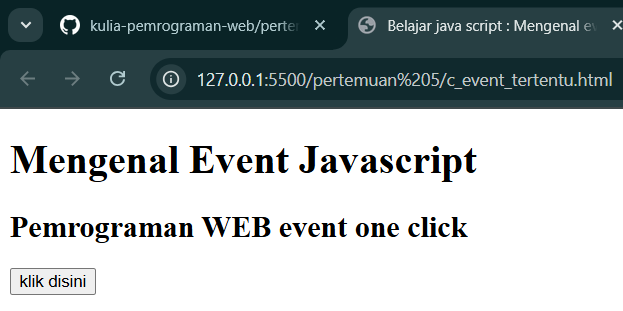 kulia-pemrograman-web/perte
Belajar java script : Mengenal ev
127.0.0.1:5500/pertemuan%205/c_event_tertentu.html
Mengenal Event Javascript
Pemrograman WEB event one click
klik disini